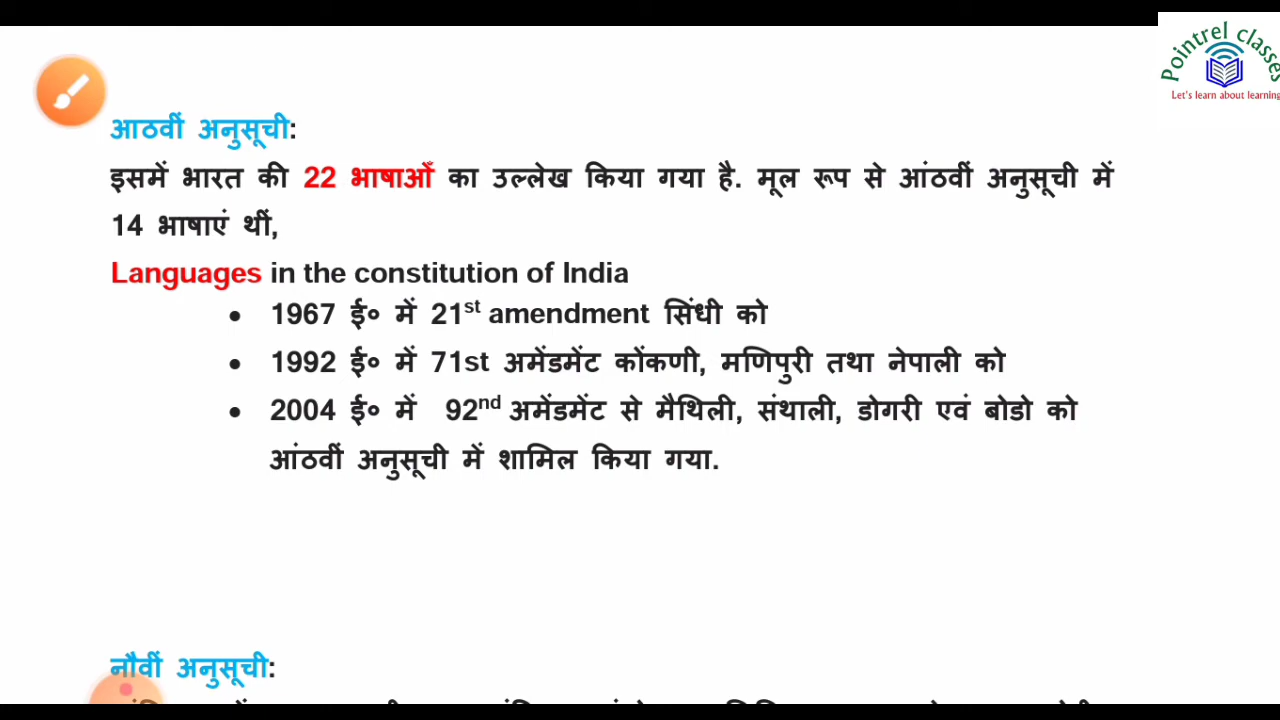 Pointrel classes
Let's learn about learning
आठवीं अनुसूची:
इसमें भारत की 22 भाषाओँ का उल्लेख किया गया है. मूल रूप से आंठवीं अनुसूची में
14 भाषाएं थीं,
Languages in the constitution of India
• 1967 ई० में 21st amendment सिंधी को
• 1992 ई० में 71st अमेंडमेंट कोंकणी, मणिपुरी तथा नेपाली को
• 2004 ई० में 92nd अमेंडमेंट से मैथिली, संथाली, डोगरी एवं बोडो को
आंठवीं अनुसूची में शामिल किया गया.
नौवीं अनुसूची: